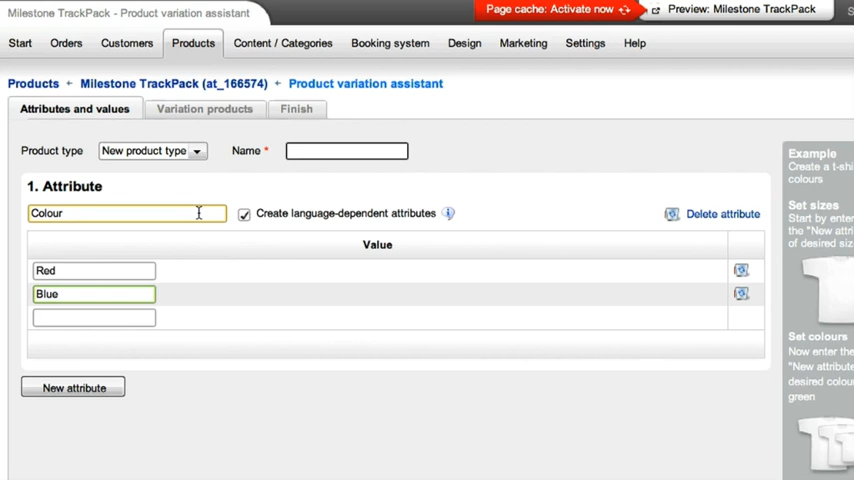 Milestone TrackPack - Product variation assistant
Page cache: Activate now
Preview: Milestone TrackPack
Start Orders Customers Products Content / Categories Booking system Design Marketing Settings Help
Products Milestone TrackPack (at_166574) Product variation assistant
Attributes and values Variation products Finish
Product type New product type Name *
1. Attribute
Colour Create language-dependent attributes Delete attribute
Value
Red
Blue
New attribute
Example
Create a t-shi
colours
Set sizes
Start by enter
the "New attri
of desired siz
Set colours
Now enter the
"New attribute
desired colou
green